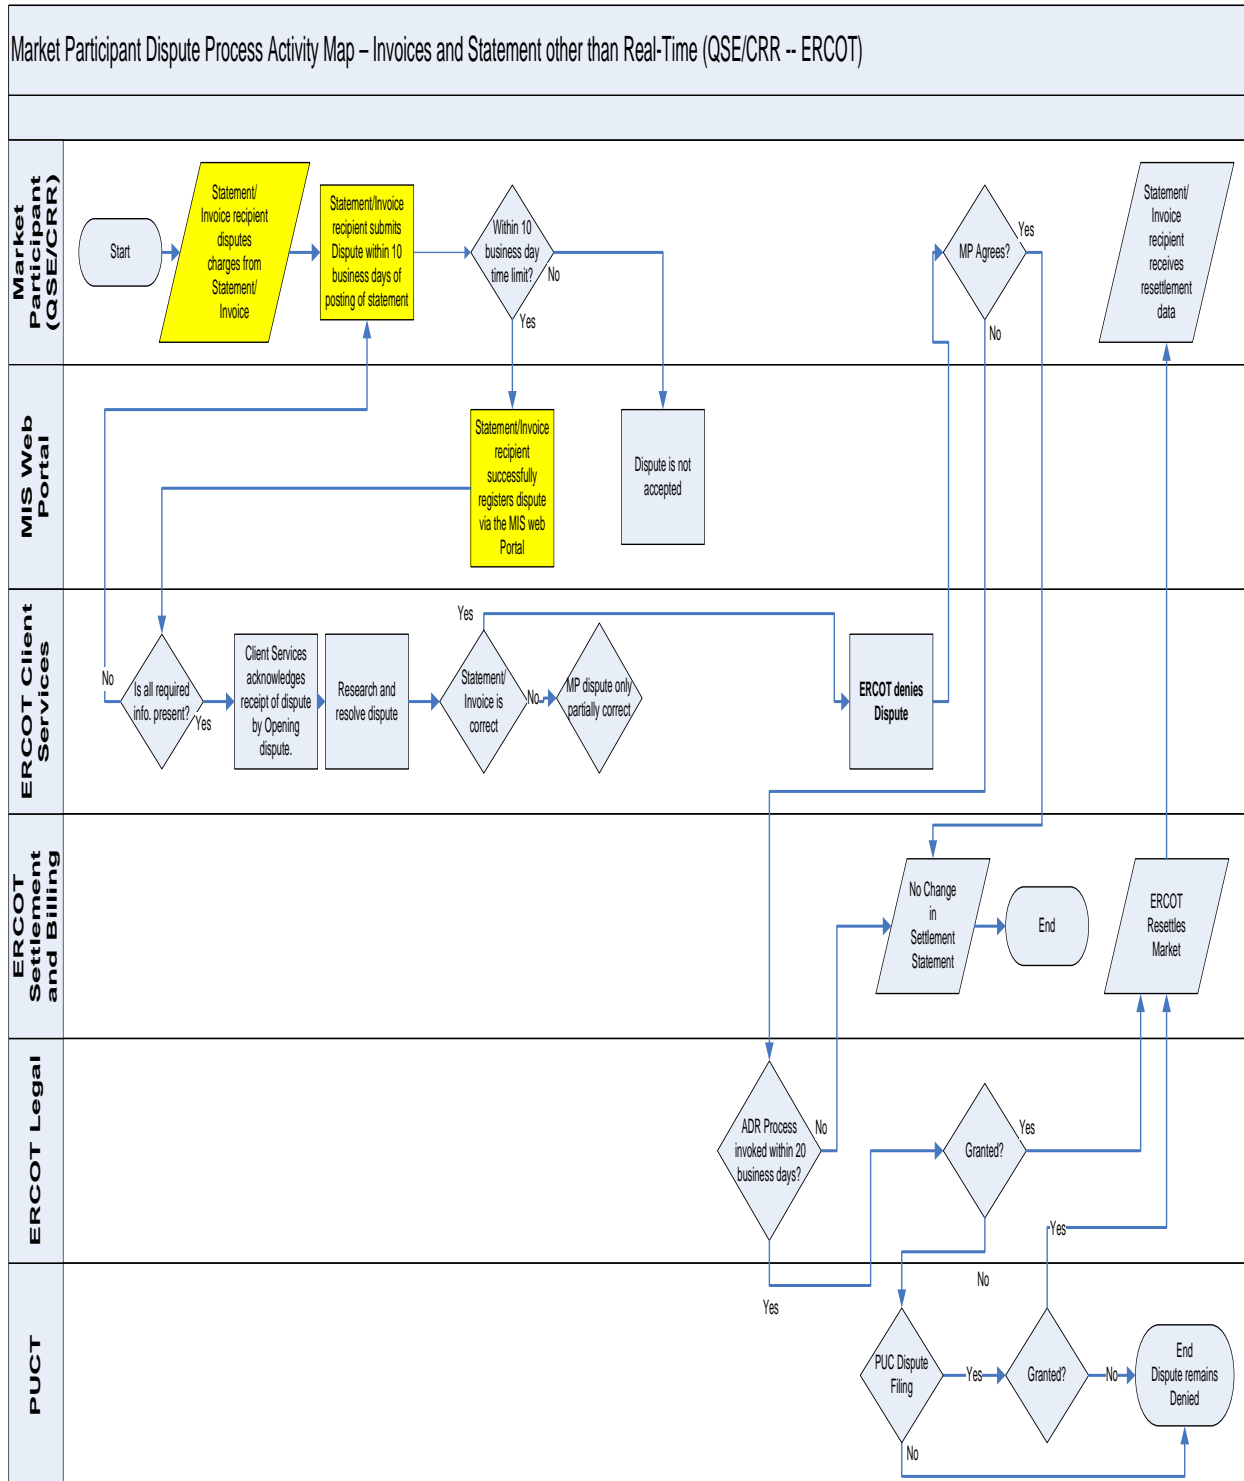 Market Participant Dispute Process Activity Map – Invoices and Statement other than Real-Time (QSE/CRR -- ERCOT)
Market
Participant
(QSE/CRR)
Start
Statement/
Invoice recipient
disputes
charges from
Statement/
Invoice
Statement/Invoice
recipient submits
Dispute within 10
business days of
posting of statement
Within 10
business day
time limit?
No
Yes
MP Agrees?
Yes
No
Statement/
Invoice
recipient
receives
resettlement
data
MIS Web
Portal
Statement/Invoice
recipient
successfully
registers dispute
via the MIS web
Portal
Dispute is not
accepted
ERCOT Client
Services
No
Is all required
info. present?
Yes
Client Services
acknowledges
receipt of dispute
by Opening
dispute.
Research and
resolve dispute
Yes
Statement/
Invoice is
correct
No
MP dispute only
partially correct
ERCOT denies
Dispute
ERCOT
Settlement
and Billing
No Change
in
Settlement
Statement
End
ERCOT
Resettles
Market
ERCOT Legal
ADR Process
invoked within 20
business days?
No
Yes
Granted?
Yes
No
PUCT
PUC Dispute
Filing
Yes
No
Granted?
Yes
No
End
Dispute remains
Denied